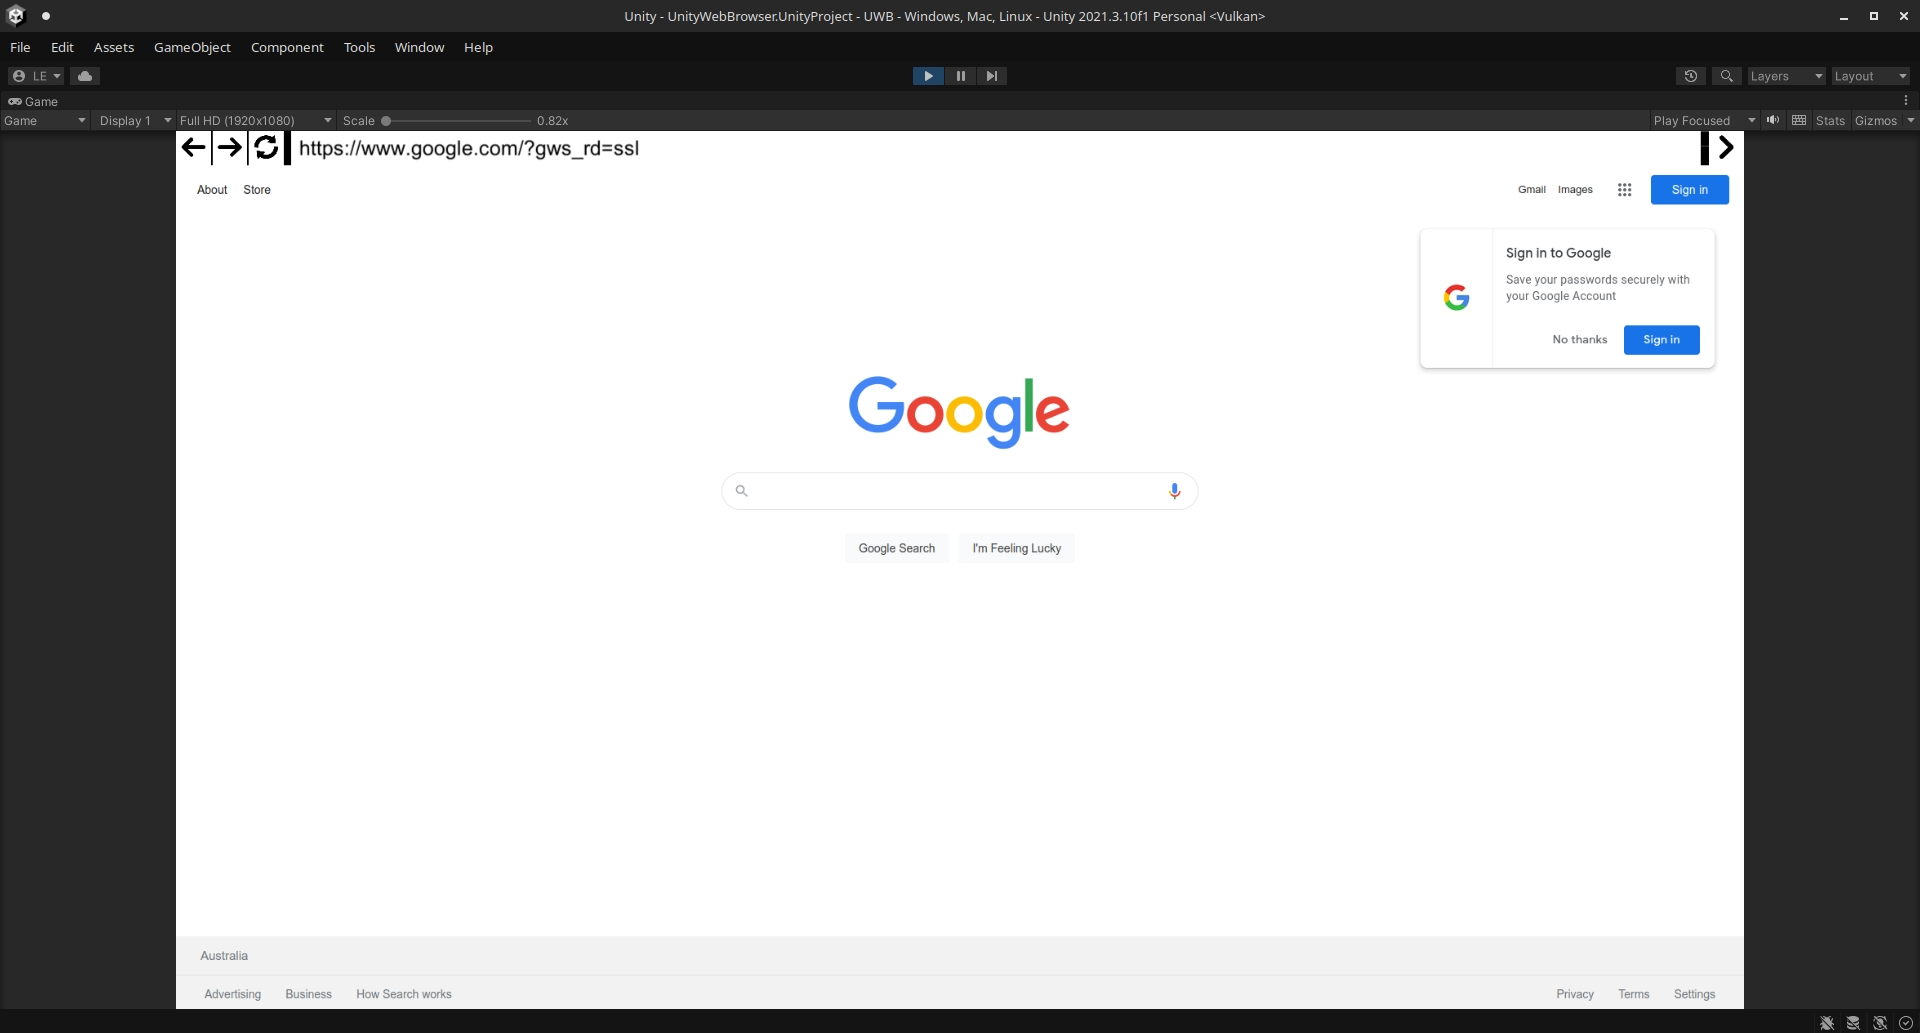 Unity - UnityWebBrowser.UnityProject - UWB - Windows, Mac, Linux - Unity 2021.3.10f1 Personal <Vulkan>
File Edit Assets GameObject Component Tools Window Help
LE Layers Layout
Game
Game Display 1 Full HD (1920x1080) Scale 0.82x Play Focused Stats Gizmos
https://www.google.com/?gws_rd=ssl
About Store Gmail Images Sign in
Sign in to Google
Save your passwords securely with
your Google Account
No thanks Sign in
Google
Google Search I'm Feeling Lucky
Australia
Advertising Business How Search works Privacy Terms Settings